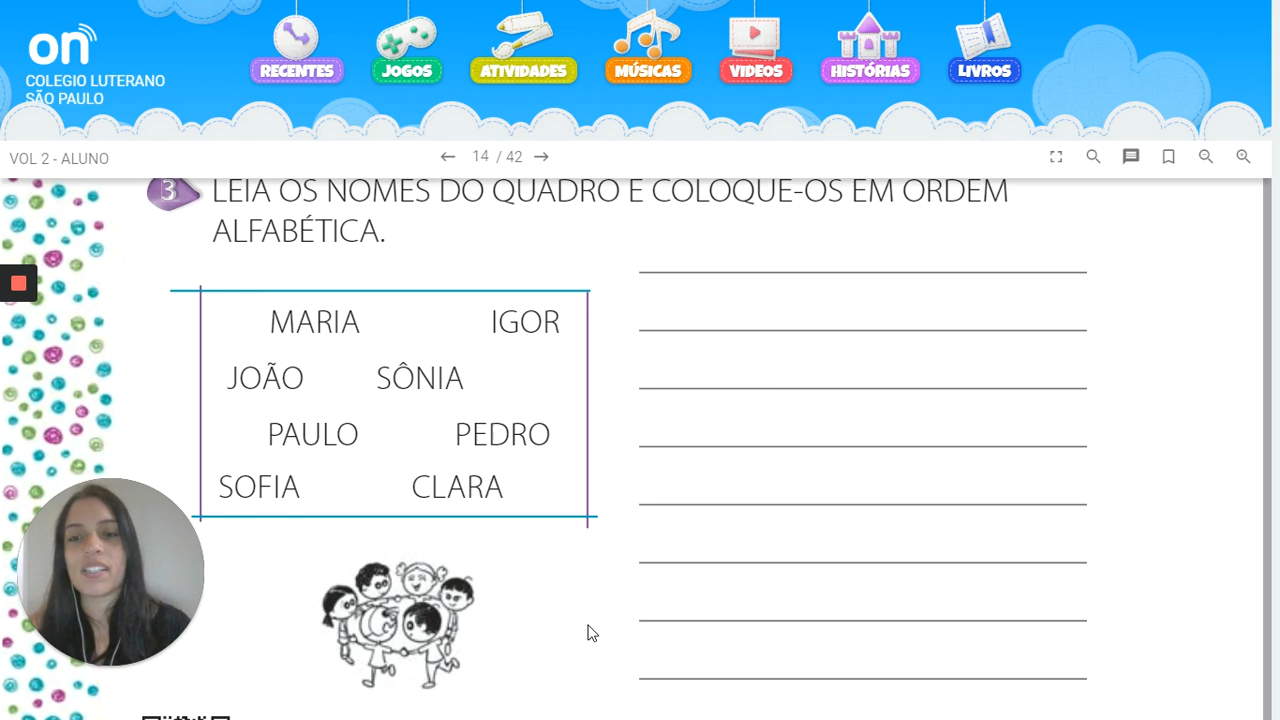 on
COLEGIO LUTERANO
SÃO PAULO
RECENTES
JOGOS
ATIVIDADES
MÚSICAS
VIDEOS
HISTÓRIAS
LIVROS
VOL 2 - ALUNO
14 / 42
3 LEIA OS NOMES DO QUADRO E COLOQUE-OS EM ORDEM
ALFABÉTICA.
MARIA IGOR
JOÃO SÔNIA
PAULO PEDRO
SOFIA CLARA